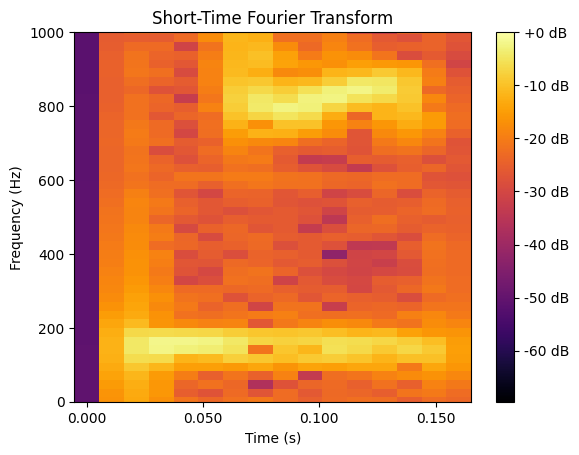 Short-Time Fourier Transform
1000
800
600
400
200
0
Frequency (Hz)
0.000
0.050
0.100
0.150
Time (s)
+0 dB
-10 dB
-20 dB
-30 dB
-40 dB
-50 dB
-60 dB